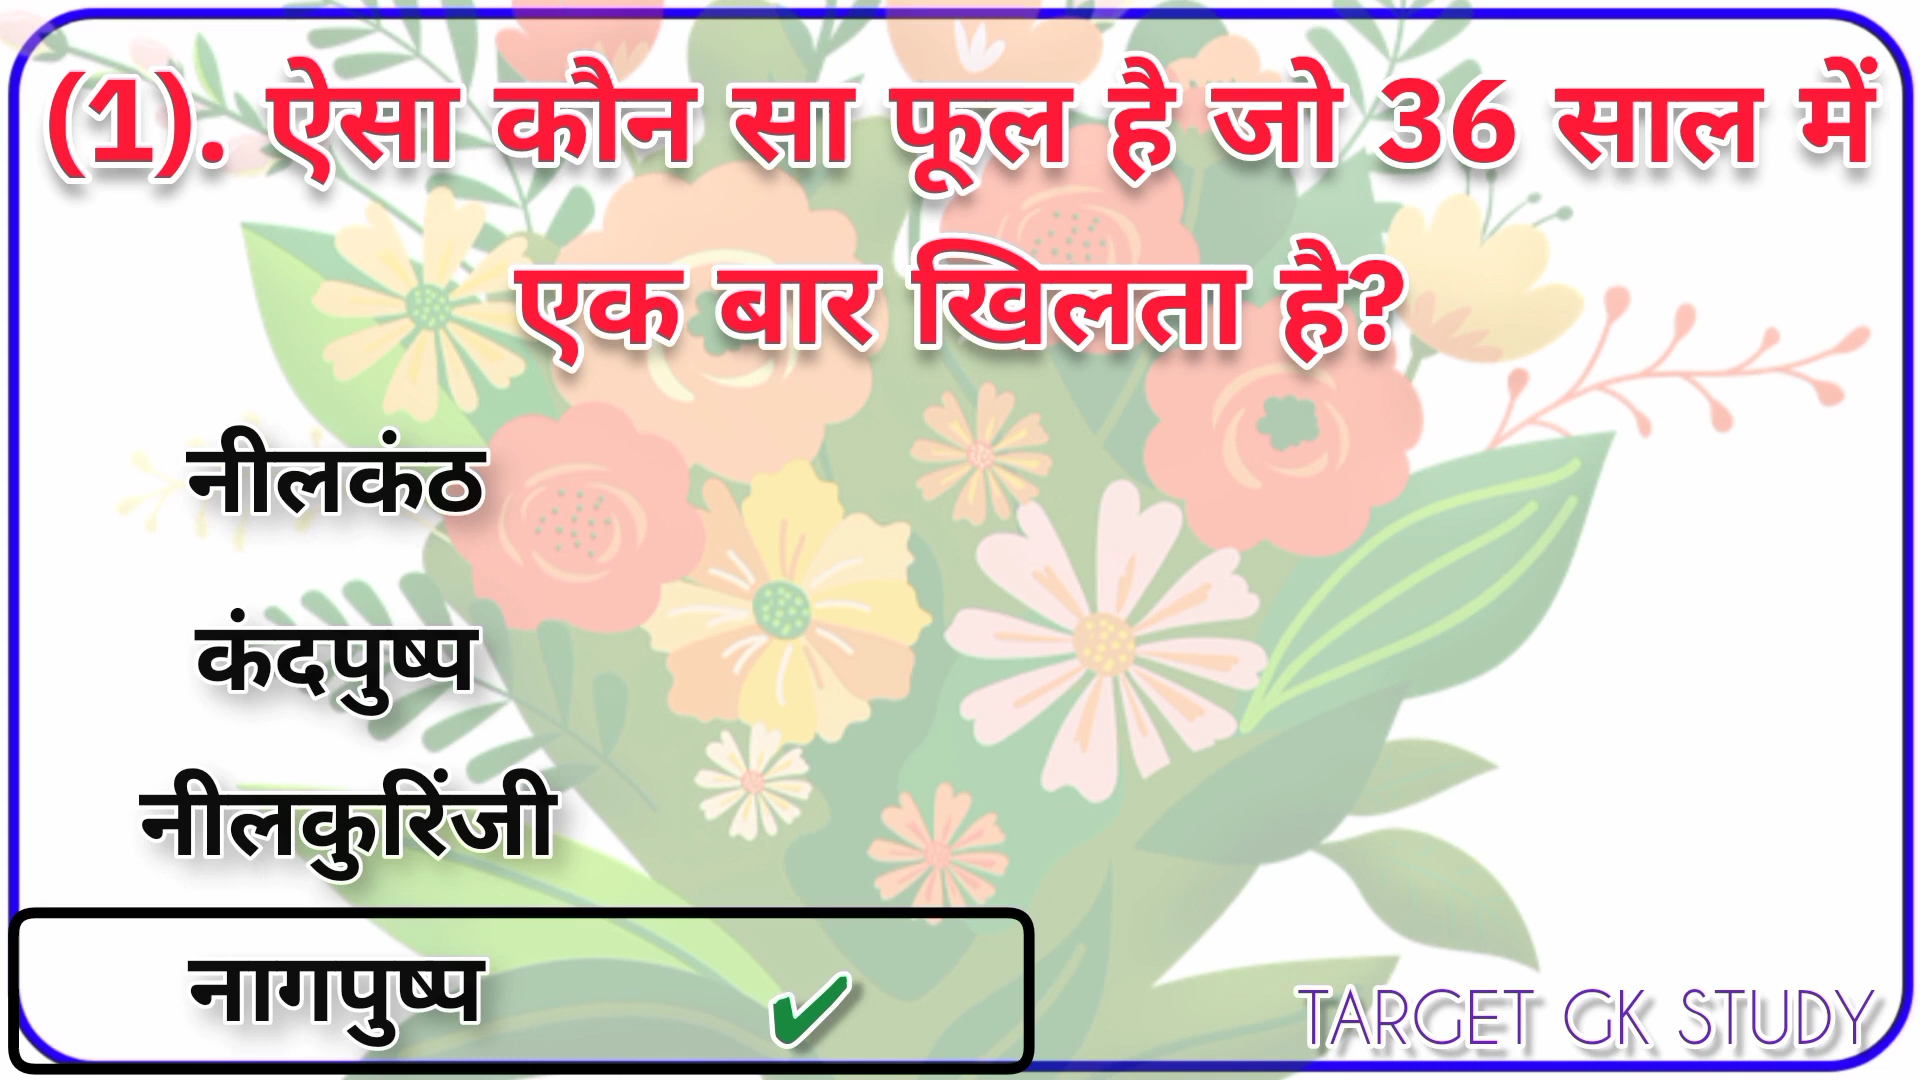 (1). ऐसा कौन सा फूल है जो 36 साल में
एक बार खिलता है?
नीलकंठ
कंदपुष्प
नीलकुरिंजी
नागपुष्प ✔
TARGET GK STUDY